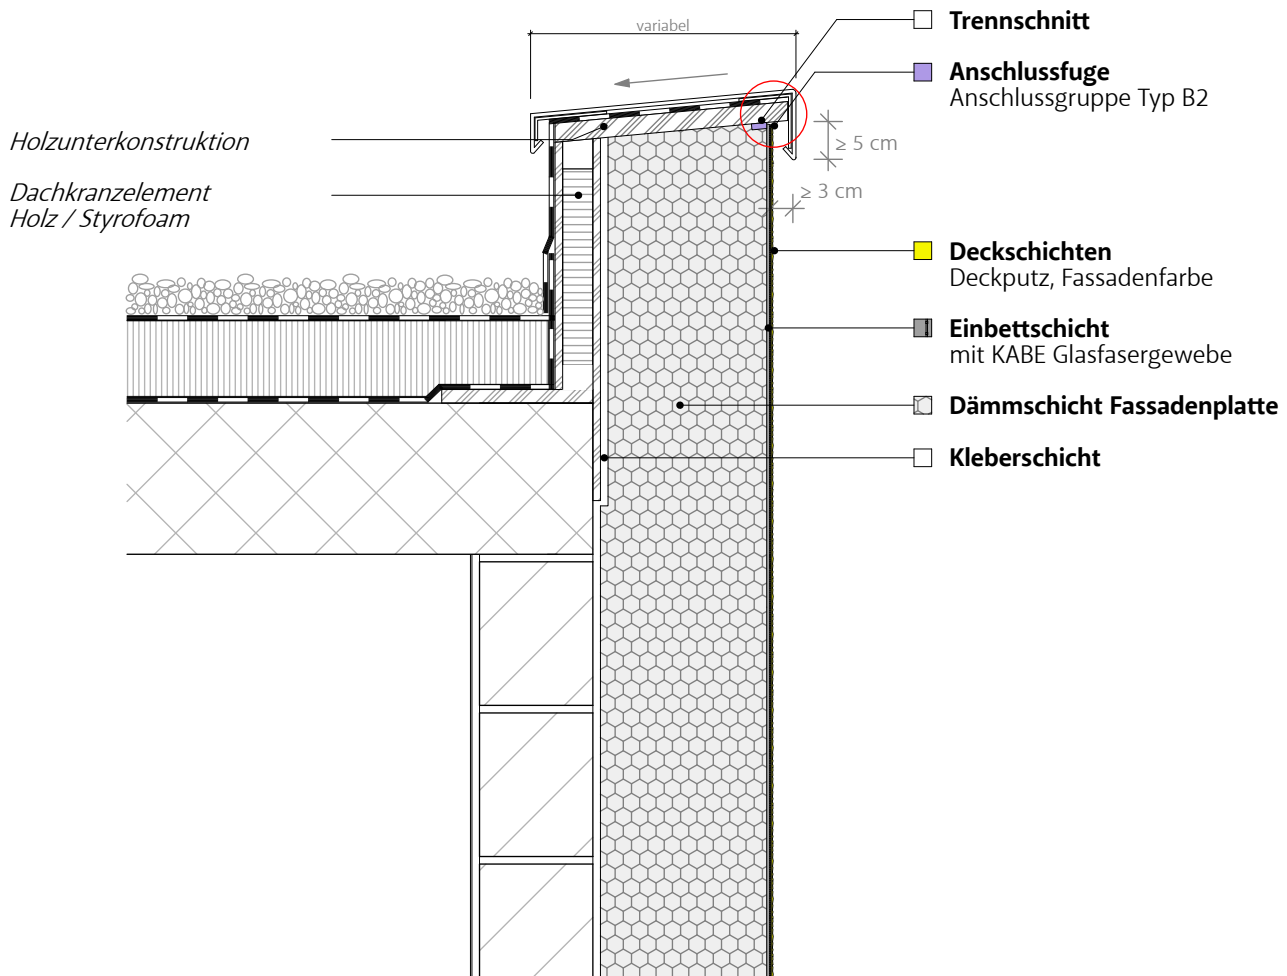 variabel
Trennschnitt
Anschlussfuge
Anschlussgruppe Typ B2
Holzunterkonstruktion
≥ 5 cm
Dachkranzelement
Holz / Styrofoam
≥ 3 cm
Deckschichten
Deckputz, Fassadenfarbe
Einbettschicht
mit KABE Glasfasergewebe
Dämmschicht Fassadenplatte
Kleberschicht